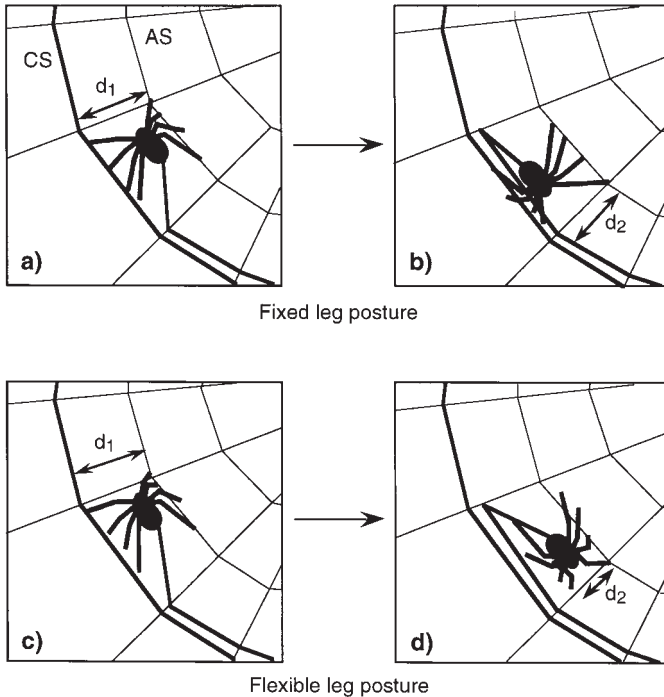 CS
AS
d1
a)
d2
b)
Fixed leg posture
d1
c)
d2
d)
Flexible leg posture